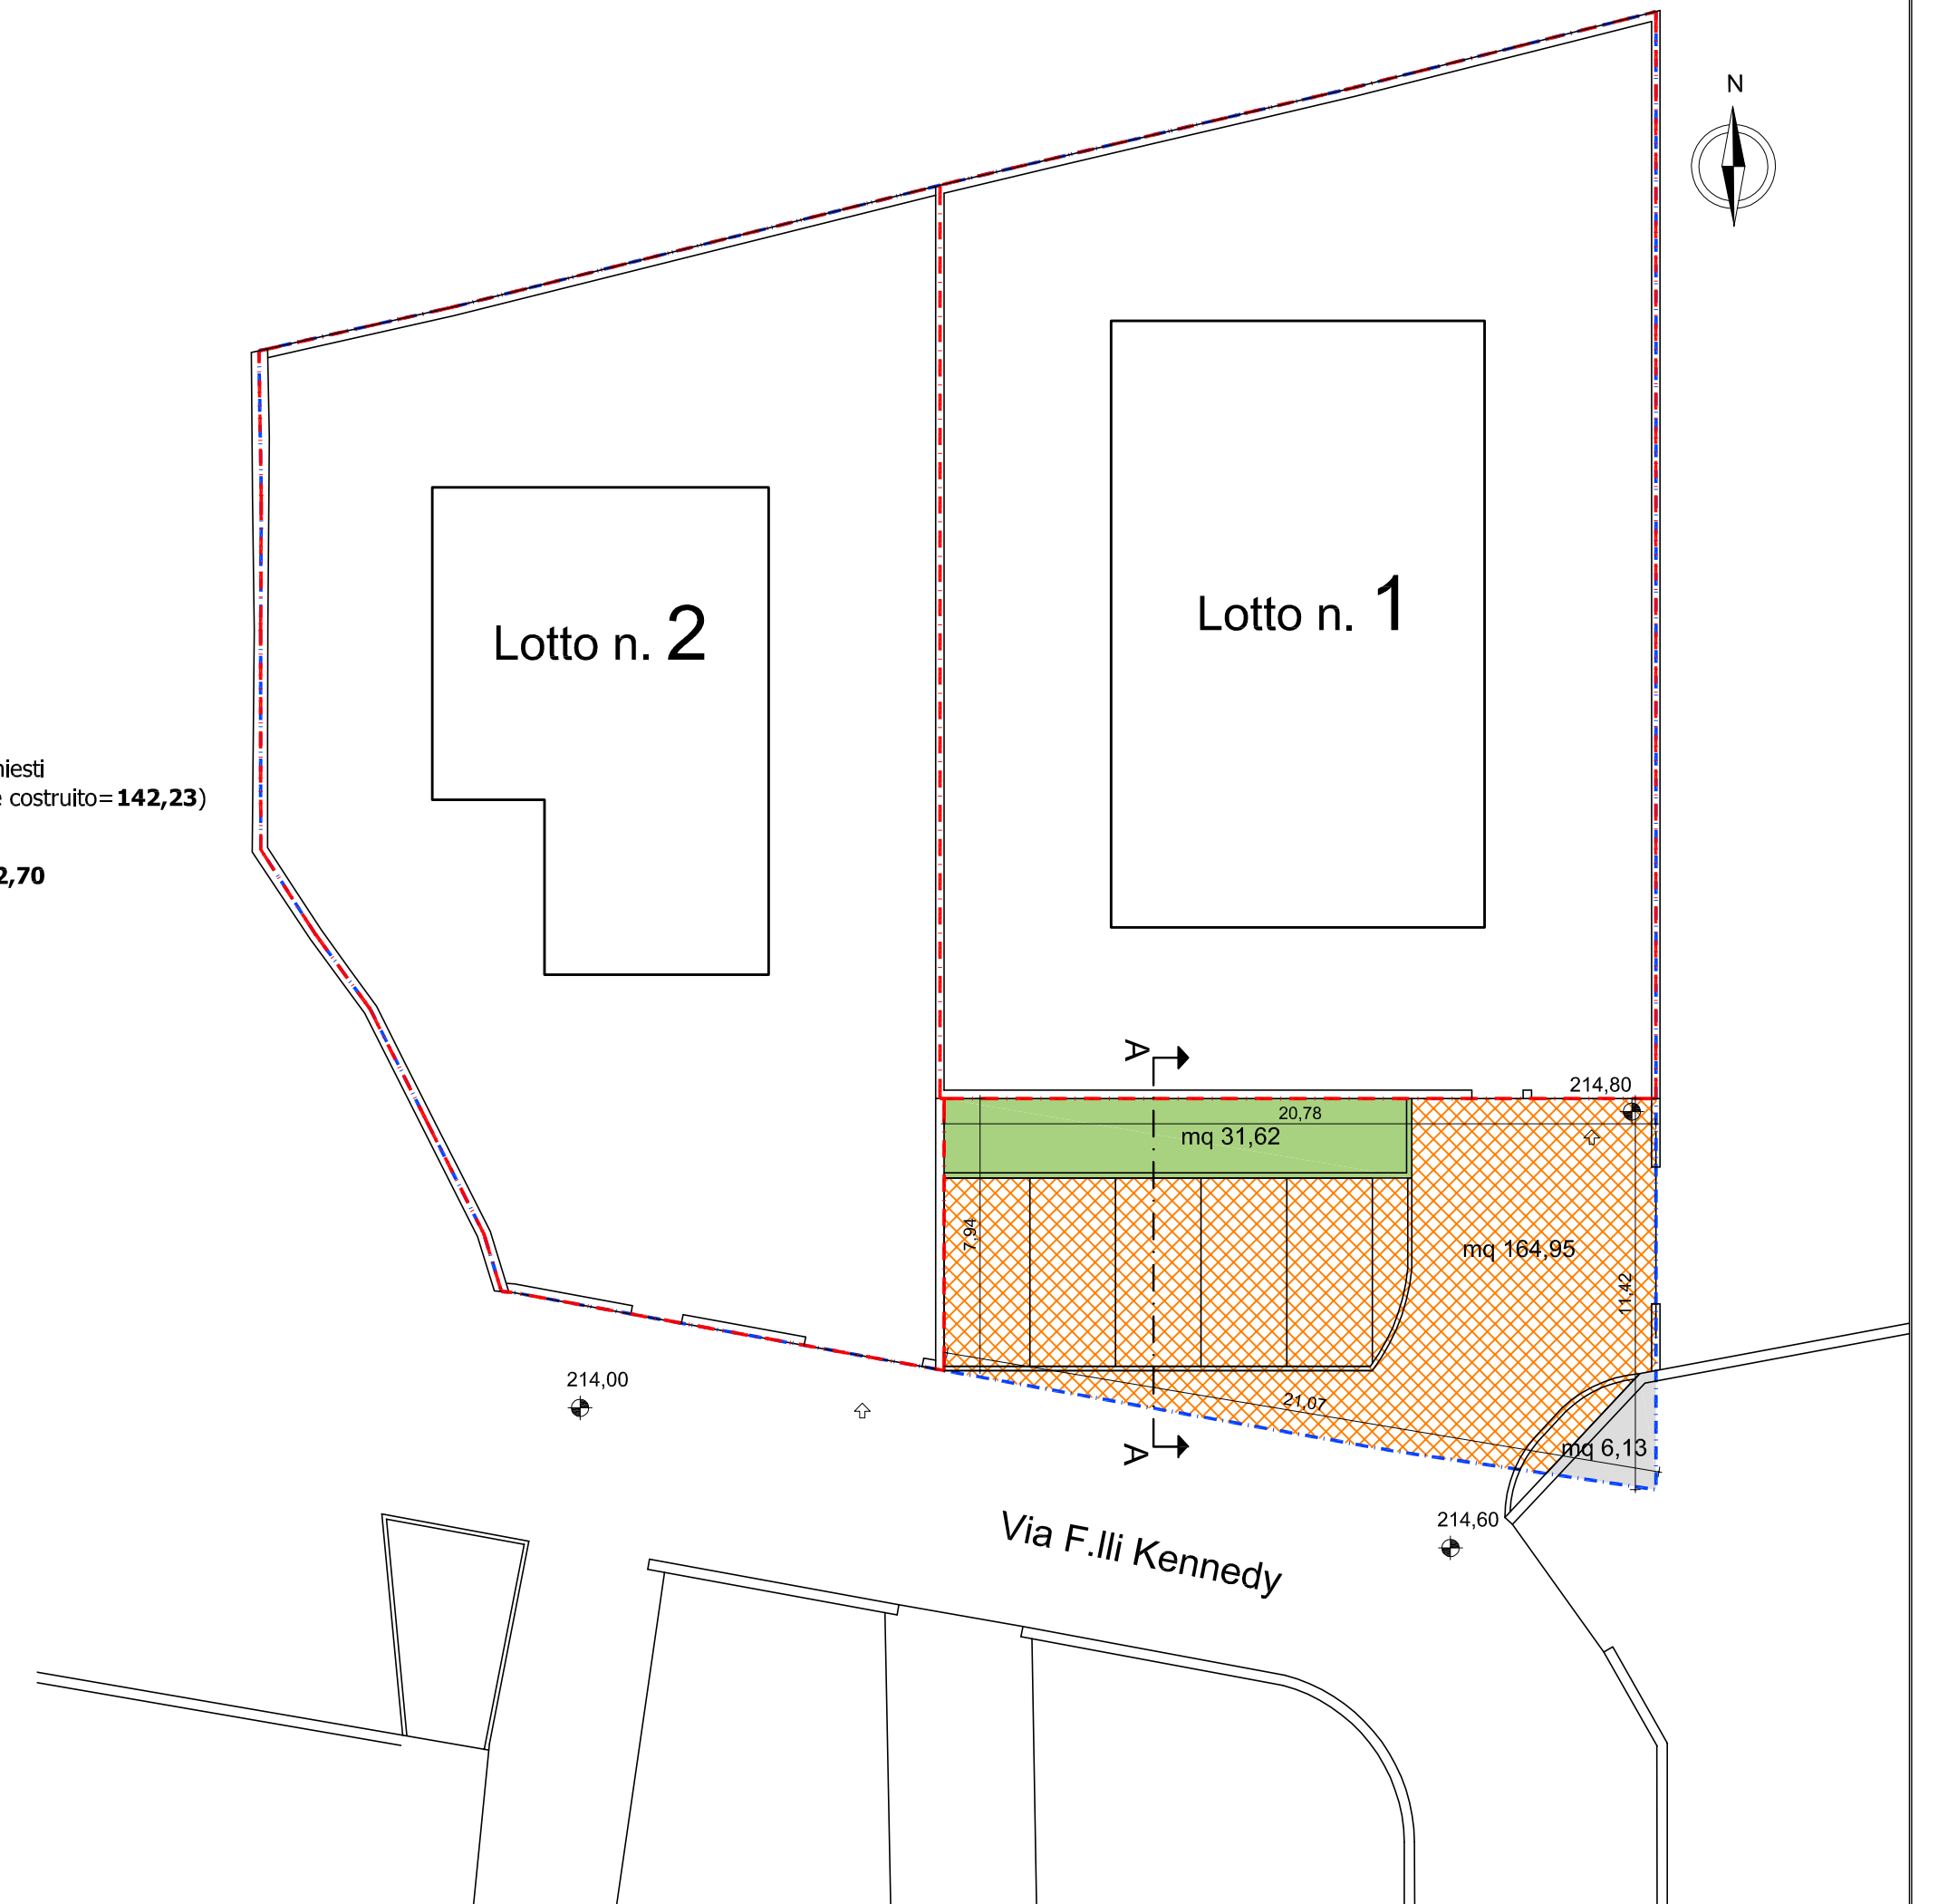 N
Lotto n. 1
Lotto n. 2
costruito=142,23)
2,70
A
214,80
20,78
mq 31,62
7,94
mq 164,95
11,42
214,00
21,07
A
mq 6,13
214,60
Via F.lli Kennedy